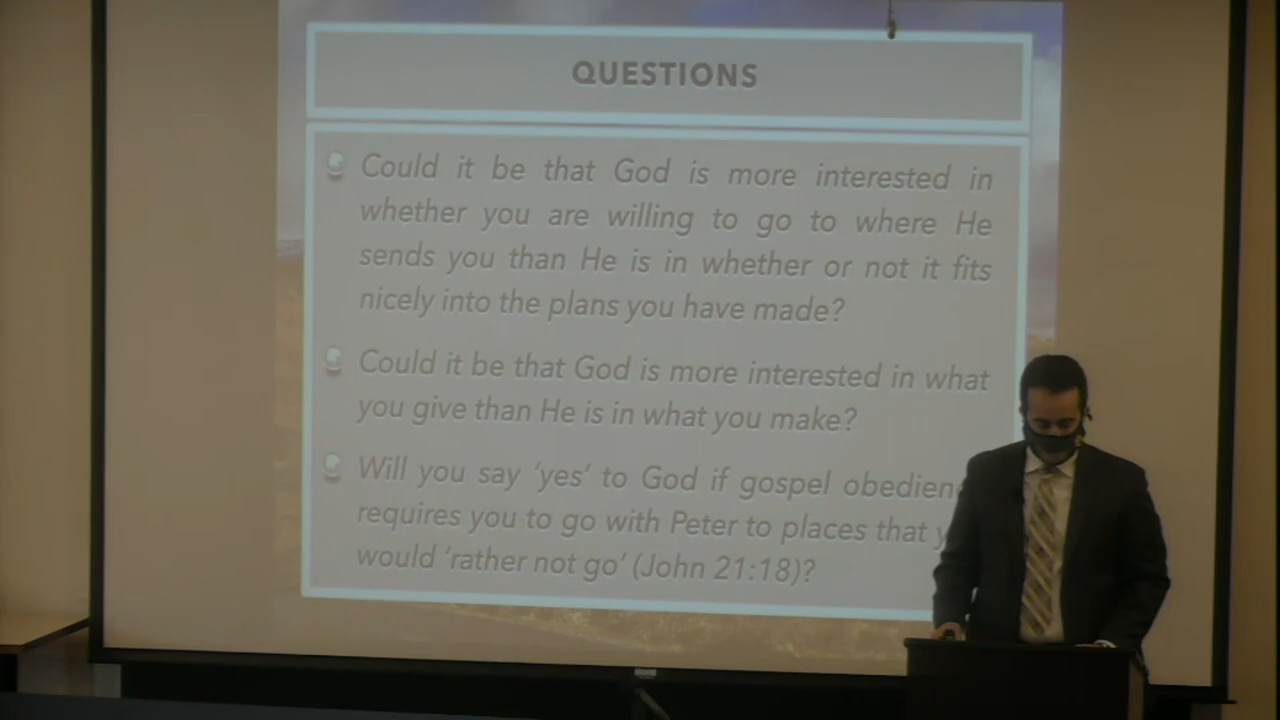 QUESTIONS
Could it be that God is more interested in
whether you are willing to go to where He
sends you than He is in whether or not it fits
nicely into the plans you have made?
Could it be that God is more interested in what
you give than He is in what you make?
Will you say ‘yes’ to God if gospel
requires you to go with Peter to places that
would ‘rather not go’ (John 21:18)?